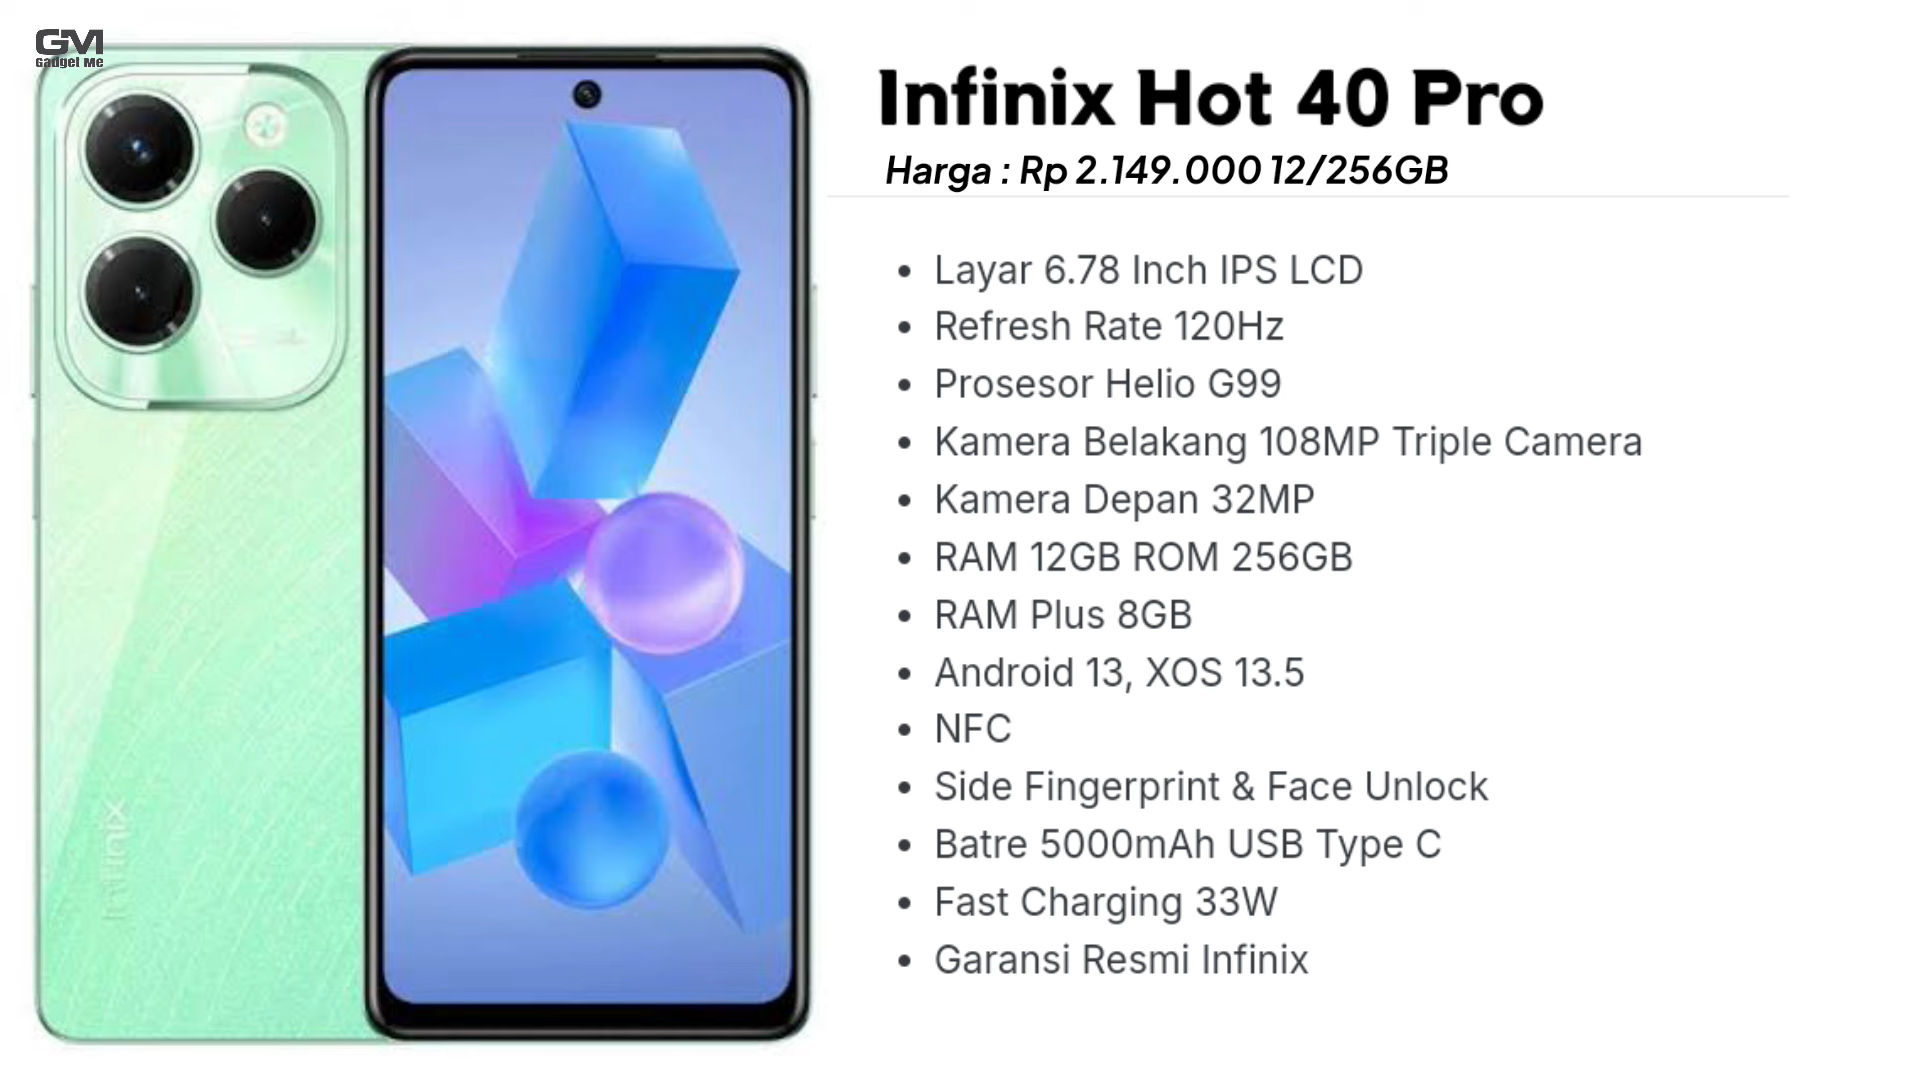 GM
Gadget Me
Infinix
Infinix Hot 40 Pro
Harga : Rp 2.149.000 12/256GB
• Layar 6.78 Inch IPS LCD
• Refresh Rate 120Hz
• Prosesor Helio G99
• Kamera Belakang 108MP Triple Camera
• Kamera Depan 32MP
• RAM 12GB ROM 256GB
• RAM Plus 8GB
• Android 13, XOS 13.5
• NFC
• Side Fingerprint & Face Unlock
• Batre 5000mAh USB Type C
• Fast Charging 33W
• Garansi Resmi Infinix